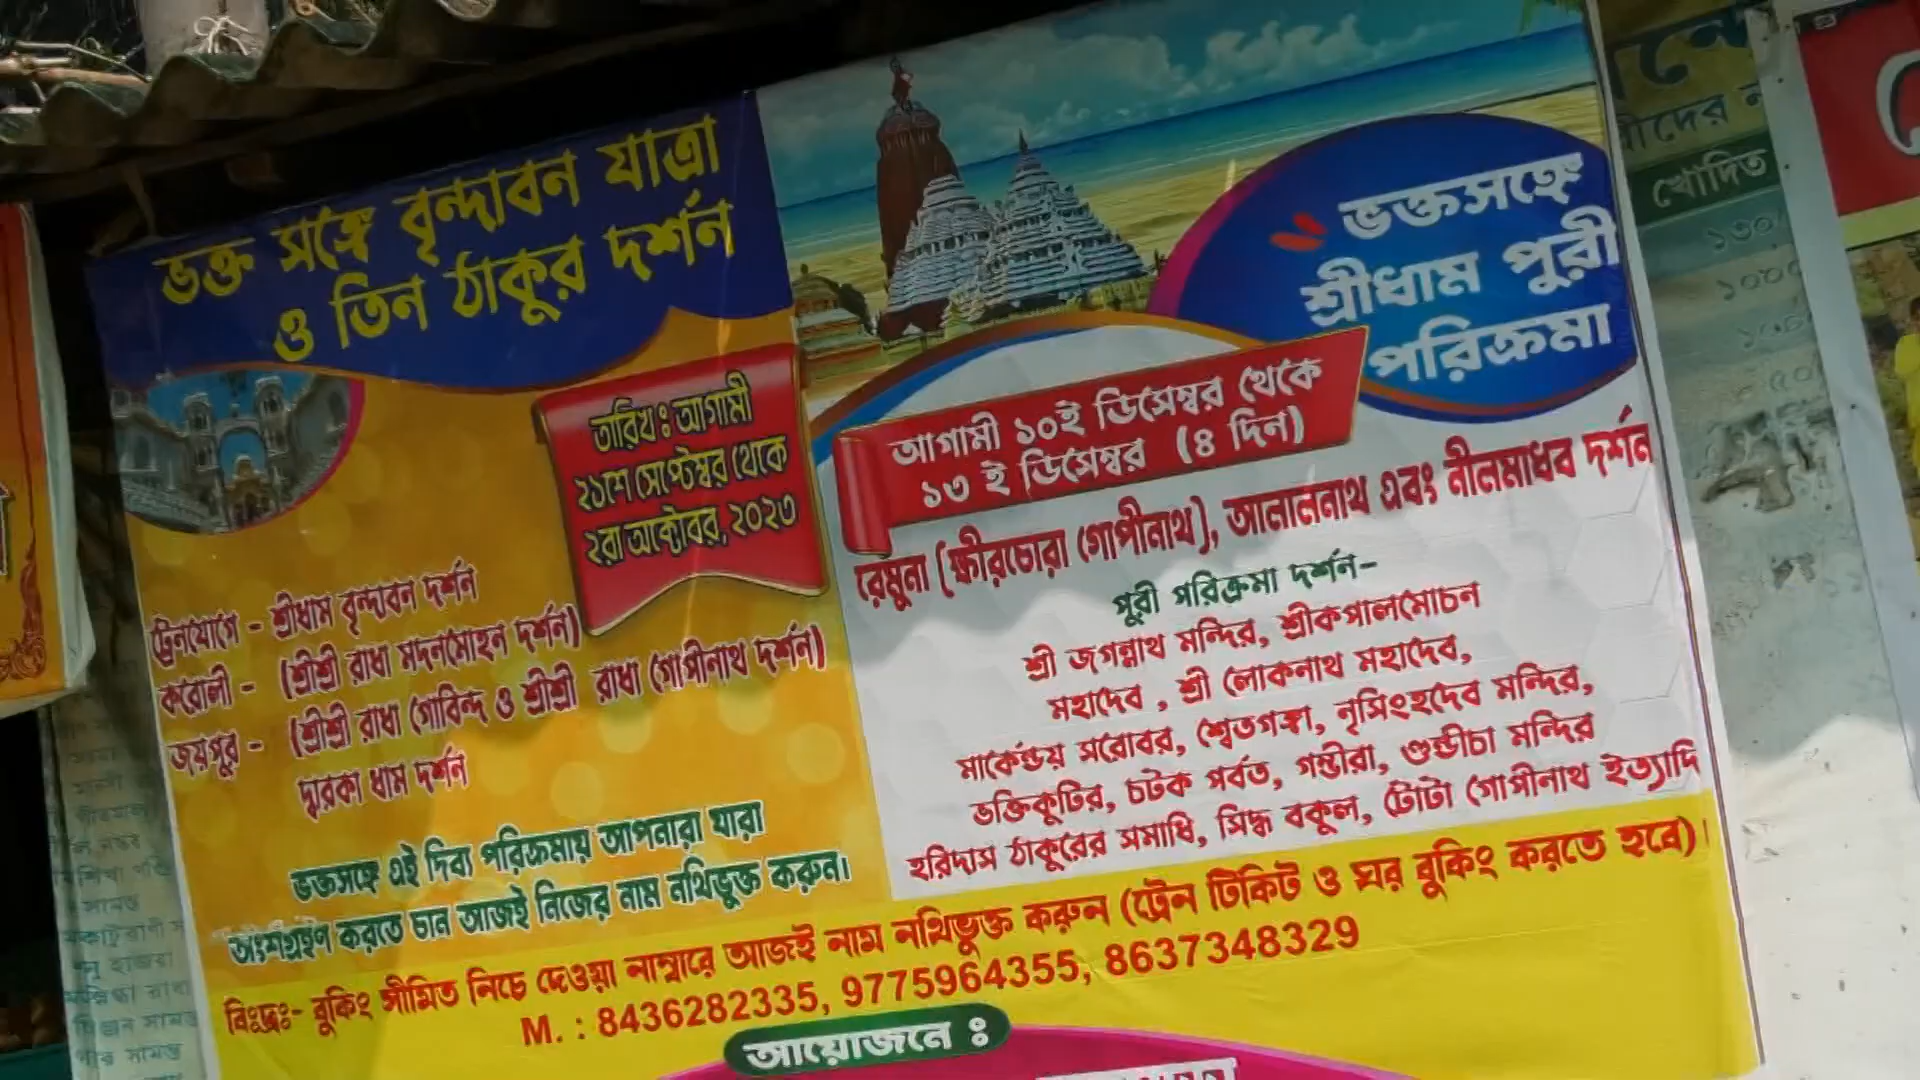 ভক্ত সঙ্গে বৃন্দাবন যাত্রা
ও তিন ঠাকুর দর্শন
তারিখ : আগামী
২১শে সেপ্টেম্বর থেকে
২রা অক্টোবর, ২০২৩
ট্রেনযোগে - শ্রীধাম বৃন্দাবন দর্শন
করোলী - (শ্রীশ্রী রাধা মদনমোহন দর্শন)
জয়পুর - (শ্রীশ্রী রাধা গোবিন্দ ও শ্রীশ্রী রাধা গোপীনাথ দর্শন)
দ্বারকা ধাম দর্শন
ভক্তসঙ্গে এই দিব্য পরিক্রমায় আপনারা যারা
অংশগ্রহণ করতে চান আজই নিজের নাম নথিভুক্ত করুন।
ভক্তসঙ্গে
শ্রীধাম পুরী
পরিক্রমা
আগামী ১০ই ডিসেম্বর থেকে
১৩ ই ডিসেম্বর (৪ দিন)
রেমুনা (ক্ষীরচোরা গোপীনাথ), আলালনাথ এবং নীলমাধব দর্শন
পুরী পরিক্রমা দর্শন-
শ্রী জগন্নাথ মন্দির, শ্রীকপালমোচন
মহাদেব , শ্রী লোকনাথ মহাদেব,
মার্কেন্ডয় সরোবর, শ্বেতগঙ্গা, নৃসিংহদেব মন্দির,
ভক্তিকুটির, চটক পর্বত, গম্ভীরা, গুন্ডীচা মন্দির
হরিদাস ঠাকুরের সমাধি, সিদ্ধ বকুল, টোটা গোপীনাথ ইত্যাদি
বিঃদ্রঃ- বুকিং সীমিত নিচে দেওয়া নাম্বারে আজই নাম নথিভুক্ত করুন (ট্রেন টিকিট ও ঘর বুকিং করতে হবে)।
M. : 8436282335, 9775964355, 8637348329
আয়োজনে :
খোদিত